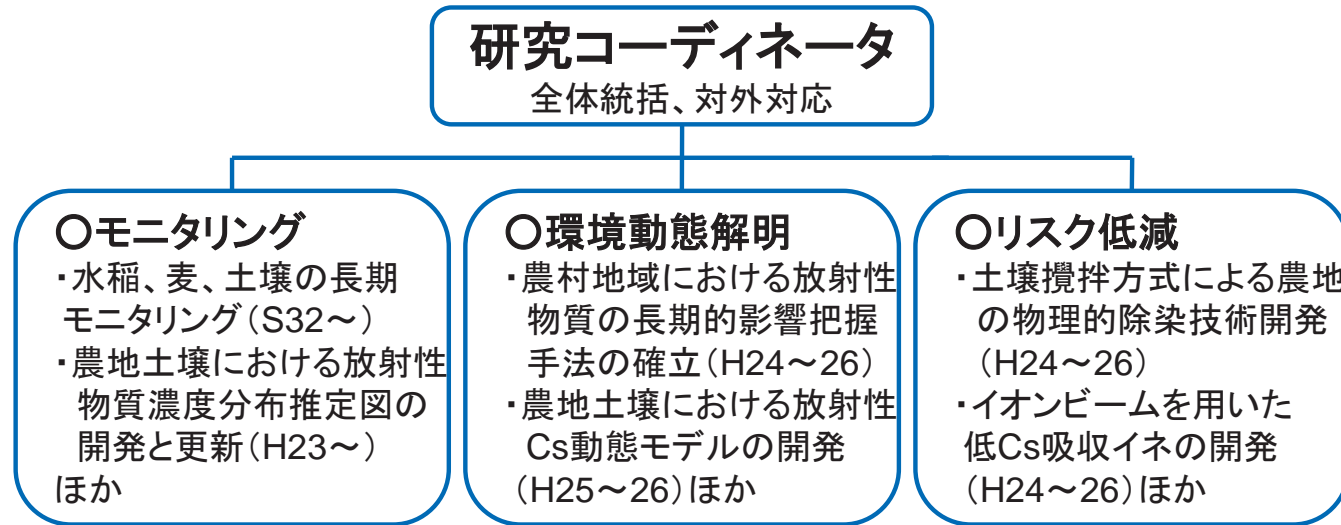 研究コーディネータ
全体統括、対外対応
○モニタリング
・水稲、麦、土壌の長期
モニタリング(S32~)
・農地土壌における放射性
物質濃度分布推定図の
開発と更新(H23~)
ほか
○環境動態解明
・農村地域における放射性
物質の長期的影響把握
手法の確立(H24~26)
・農地土壌における放射性
Cs動態モデルの開発
(H25~26)ほか
○リスク低減
・土壌攪拌方式による農地
の物理的除染技術開発
(H24~26)
・イオンビームを用いた
低Cs吸収イネの開発
(H24~26)ほか